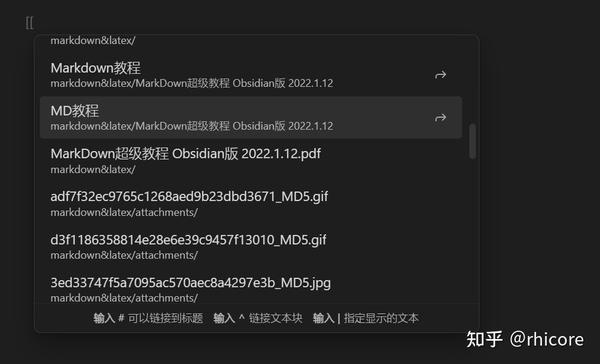 [[
markdown&latex/
Markdown教程
markdown&latex/MarkDown超级教程 Obsidian版 2022.1.12
MD教程
markdown&latex/MarkDown超级教程 Obsidian版 2022.1.12
MarkDown超级教程 Obsidian版 2022.1.12.pdf
markdown&latex/
adf7f32ec9765c1268aed9b23dbd3671_MD5.gif
markdown&latex/attachments/
d3f1186358814e28e6e39c9457f13010_MD5.gif
markdown&latex/attachments/
3ed33747f5a7095ac570aec8a4297e3b_MD5.jpg
markdown&latex/attachments/
输入 # 可以链接到标题 输入 ^ 链接文本块 输入 | 指定显示的文本
知乎 @rhicore